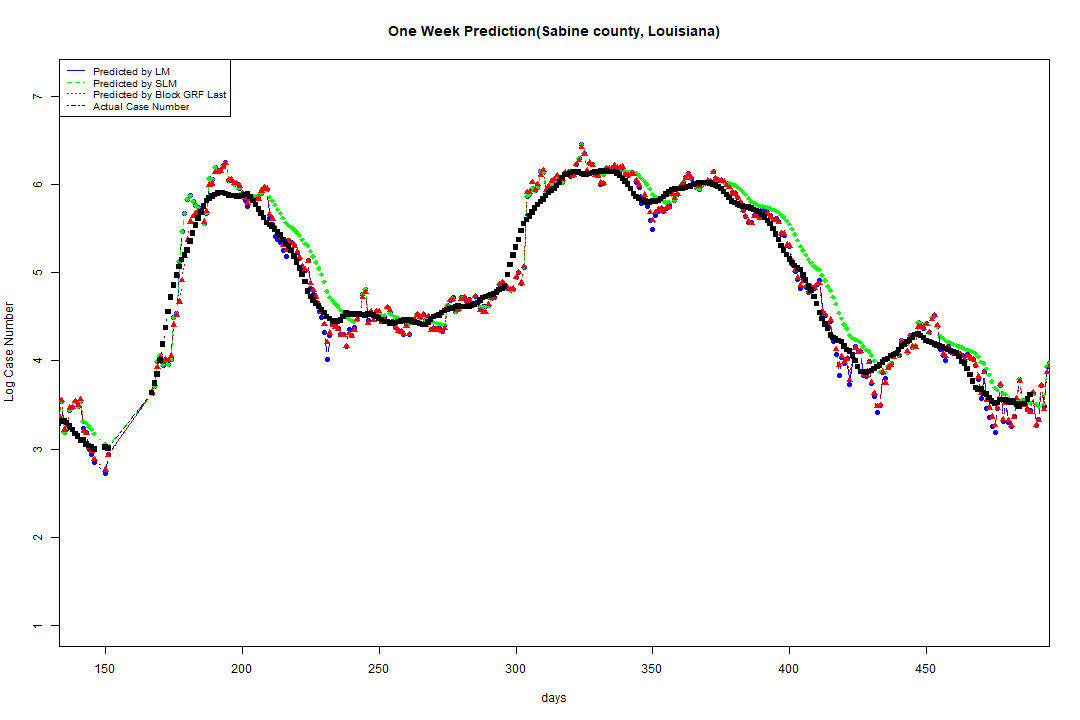 One Week Prediction(Sabine county, Louisiana)
Predicted by LM
Predicted by SLM
Predicted by Block GRF Last
Actual Case Number
7
6
5
4
3
2
1
Log Case Number
150 200 250 300 350 400 450
days